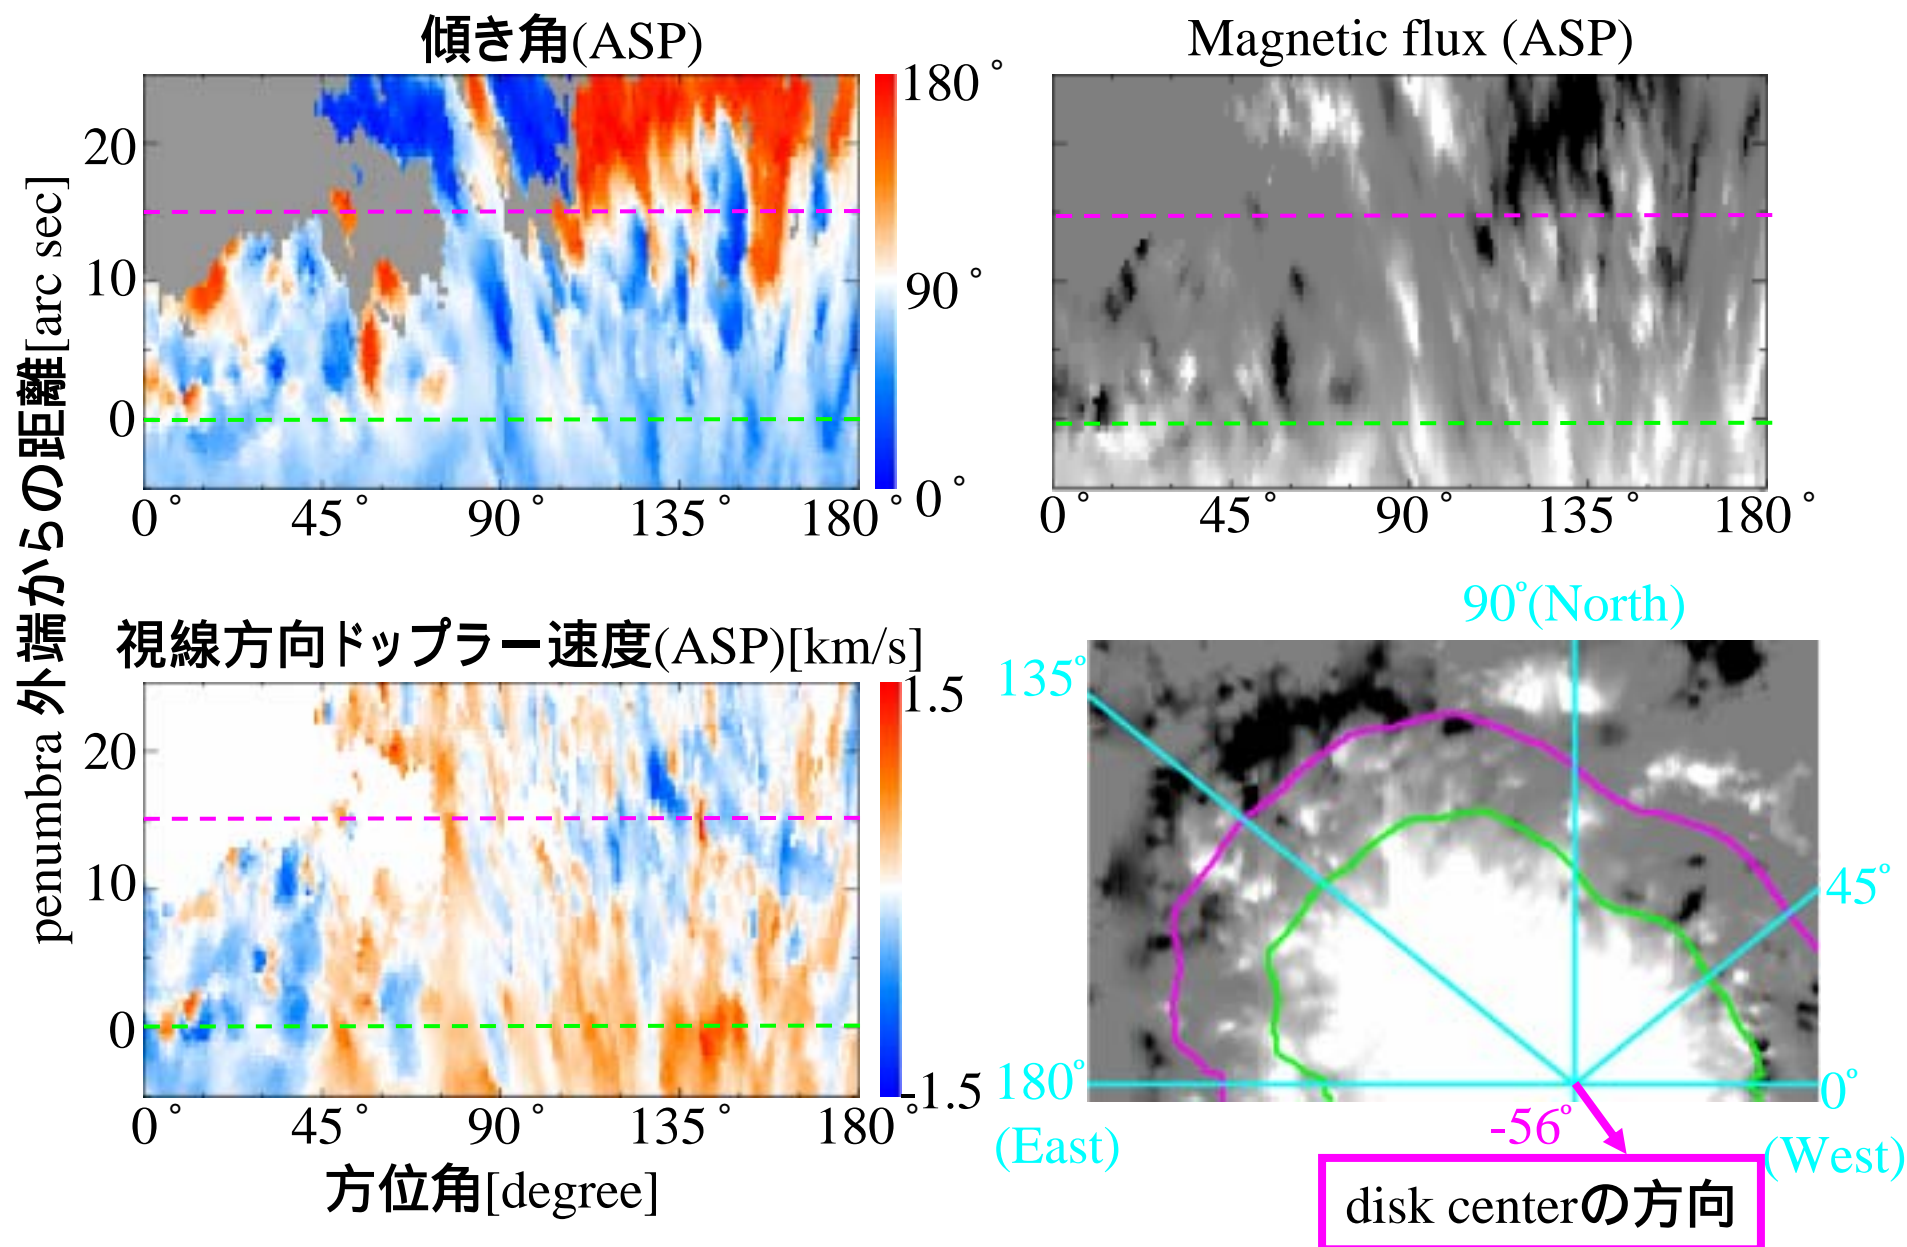 傾き角(ASP)
180°
90°
0°
20
10
0
0° 45° 90° 135° 180°
penumbra 外端からの距離[arc sec]
Magnetic flux (ASP)
0° 45° 90° 135° 180°
視線方向ドップラー速度(ASP)[km/s]
1.5
-1.5
20
10
0
0° 45° 90° 135° 180°
方位角[degree]
90°(North)
135°
45°
180°
(East)
0°
(West)
-56°
disk centerの方向